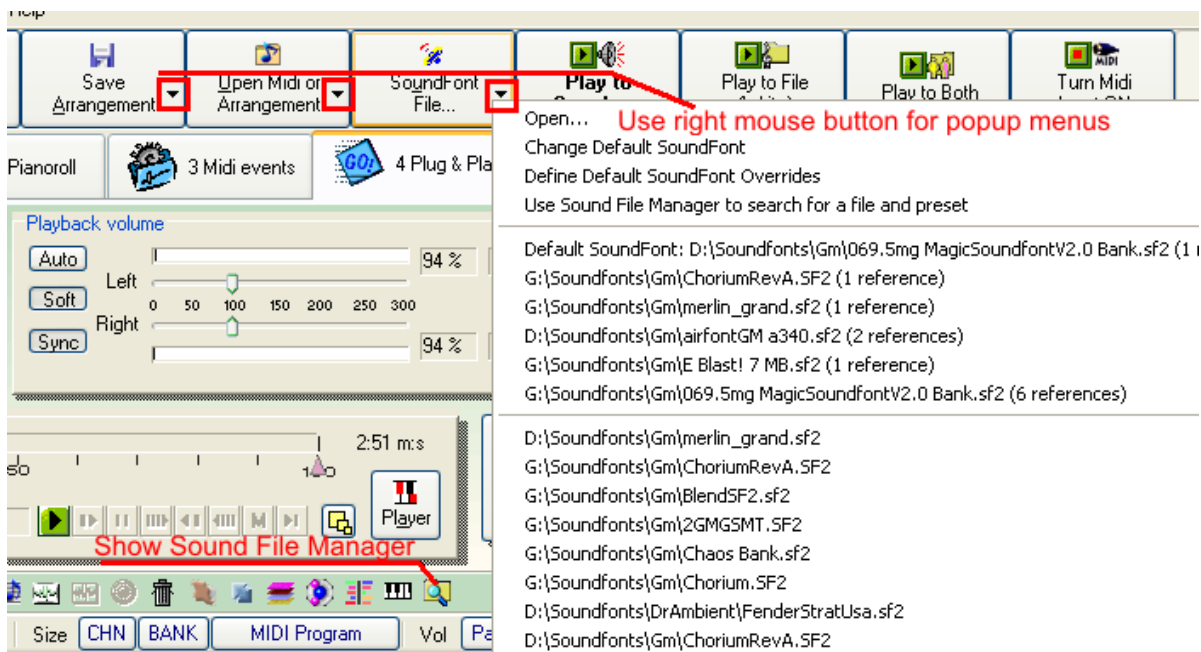 Help
Save
Arrangement
Open Midi or
Arrangement
SoundFont
File...
Play to
Play to File
Play to Both
MIDI
Turn Midi
Use right mouse button for popup menus
Open...
Change Default SoundFont
Define Default SoundFont Overrides
Use Sound File Manager to search for a file and preset
Default SoundFont: D:\Soundfonts\Gm\069.5mg MagicSoundfontV2.0 Bank.sf2 (1
G:\Soundfonts\Gm\ChoriumRevA.SF2 (1 reference)
G:\Soundfonts\Gm\merlin_grand.sf2 (1 reference)
D:\Soundfonts\Gm\airfontGM a340.sf2 (2 references)
G:\Soundfonts\Gm\E Blast! 7 MB.sf2 (1 reference)
G:\Soundfonts\Gm\069.5mg MagicSoundfontV2.0 Bank.sf2 (6 references)
D:\Soundfonts\Gm\merlin_grand.sf2
G:\Soundfonts\Gm\ChoriumRevA.SF2
G:\Soundfonts\Gm\BlendSF2.sf2
G:\Soundfonts\Gm\2GMGSMT.SF2
G:\Soundfonts\Gm\Chaos Bank.sf2
G:\Soundfonts\Gm\Chorium.SF2
D:\Soundfonts\DrAmbient\FenderStratUsa.sf2
D:\Soundfonts\Gm\ChoriumRevA.SF2
Pianoroll
3 Midi events
GO!
4 Plug & Pla
Playback volume
Auto
Left
94 %
Soft
0 50 100 150 200 250 300
Right
Sync
94 %
2:51 m:s
Player
Show Sound File Manager
Size
CHN
BANK
MIDI Program
Vol
Pa